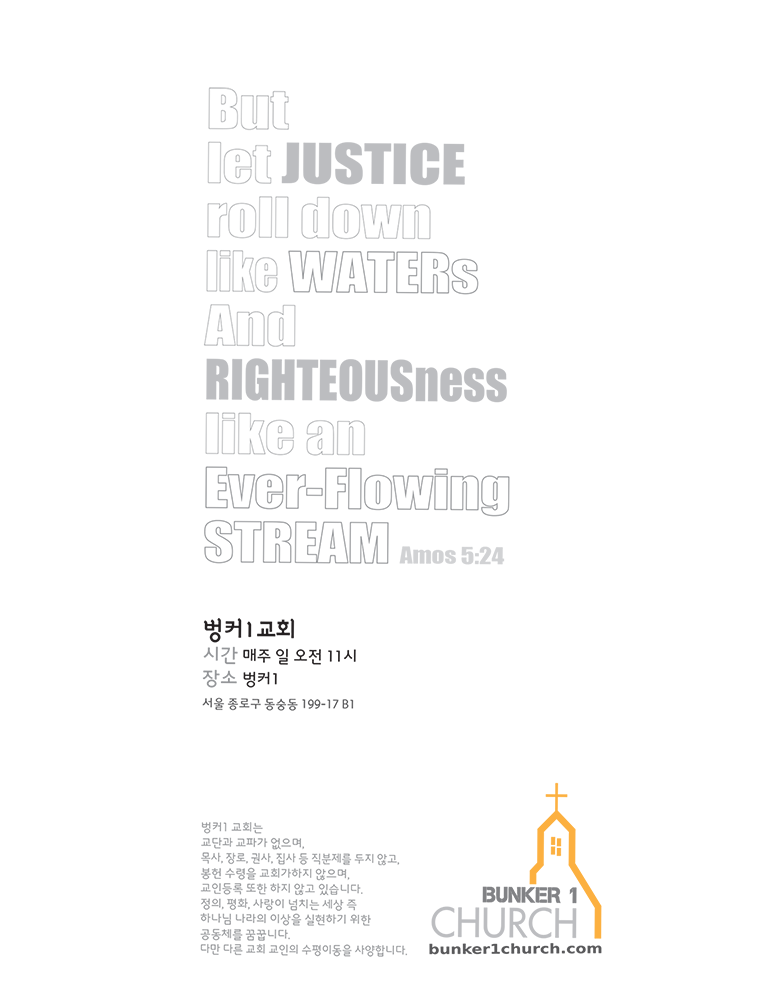 But
let JUSTICE
roll down
like WATERs
And
RIGHTEOUSness
like an
Ever-Flowing
STREAM Amos 5:24
벙커1교회
시간 매주 일 오전 11시
장소 벙커1
서울 종로구 동숭동 199-17 B1
벙커1 교회는
교단과 교파가 없으며,
목사, 장로, 권사, 집사 등 직분제를 두지 않고,
봉헌 수령을 교회가하지 않으며,
교인등록 또한 하지 않고 있습니다.
정의, 평화, 사랑이 넘치는 세상 즉
하나님 나라의 이상을 실현하기 위한
공동체를 꿈꿉니다.
다만 다른 교회 교인의 수평이동을 사양합니다.
BUNKER 1
CHURCH
bunker1church.com